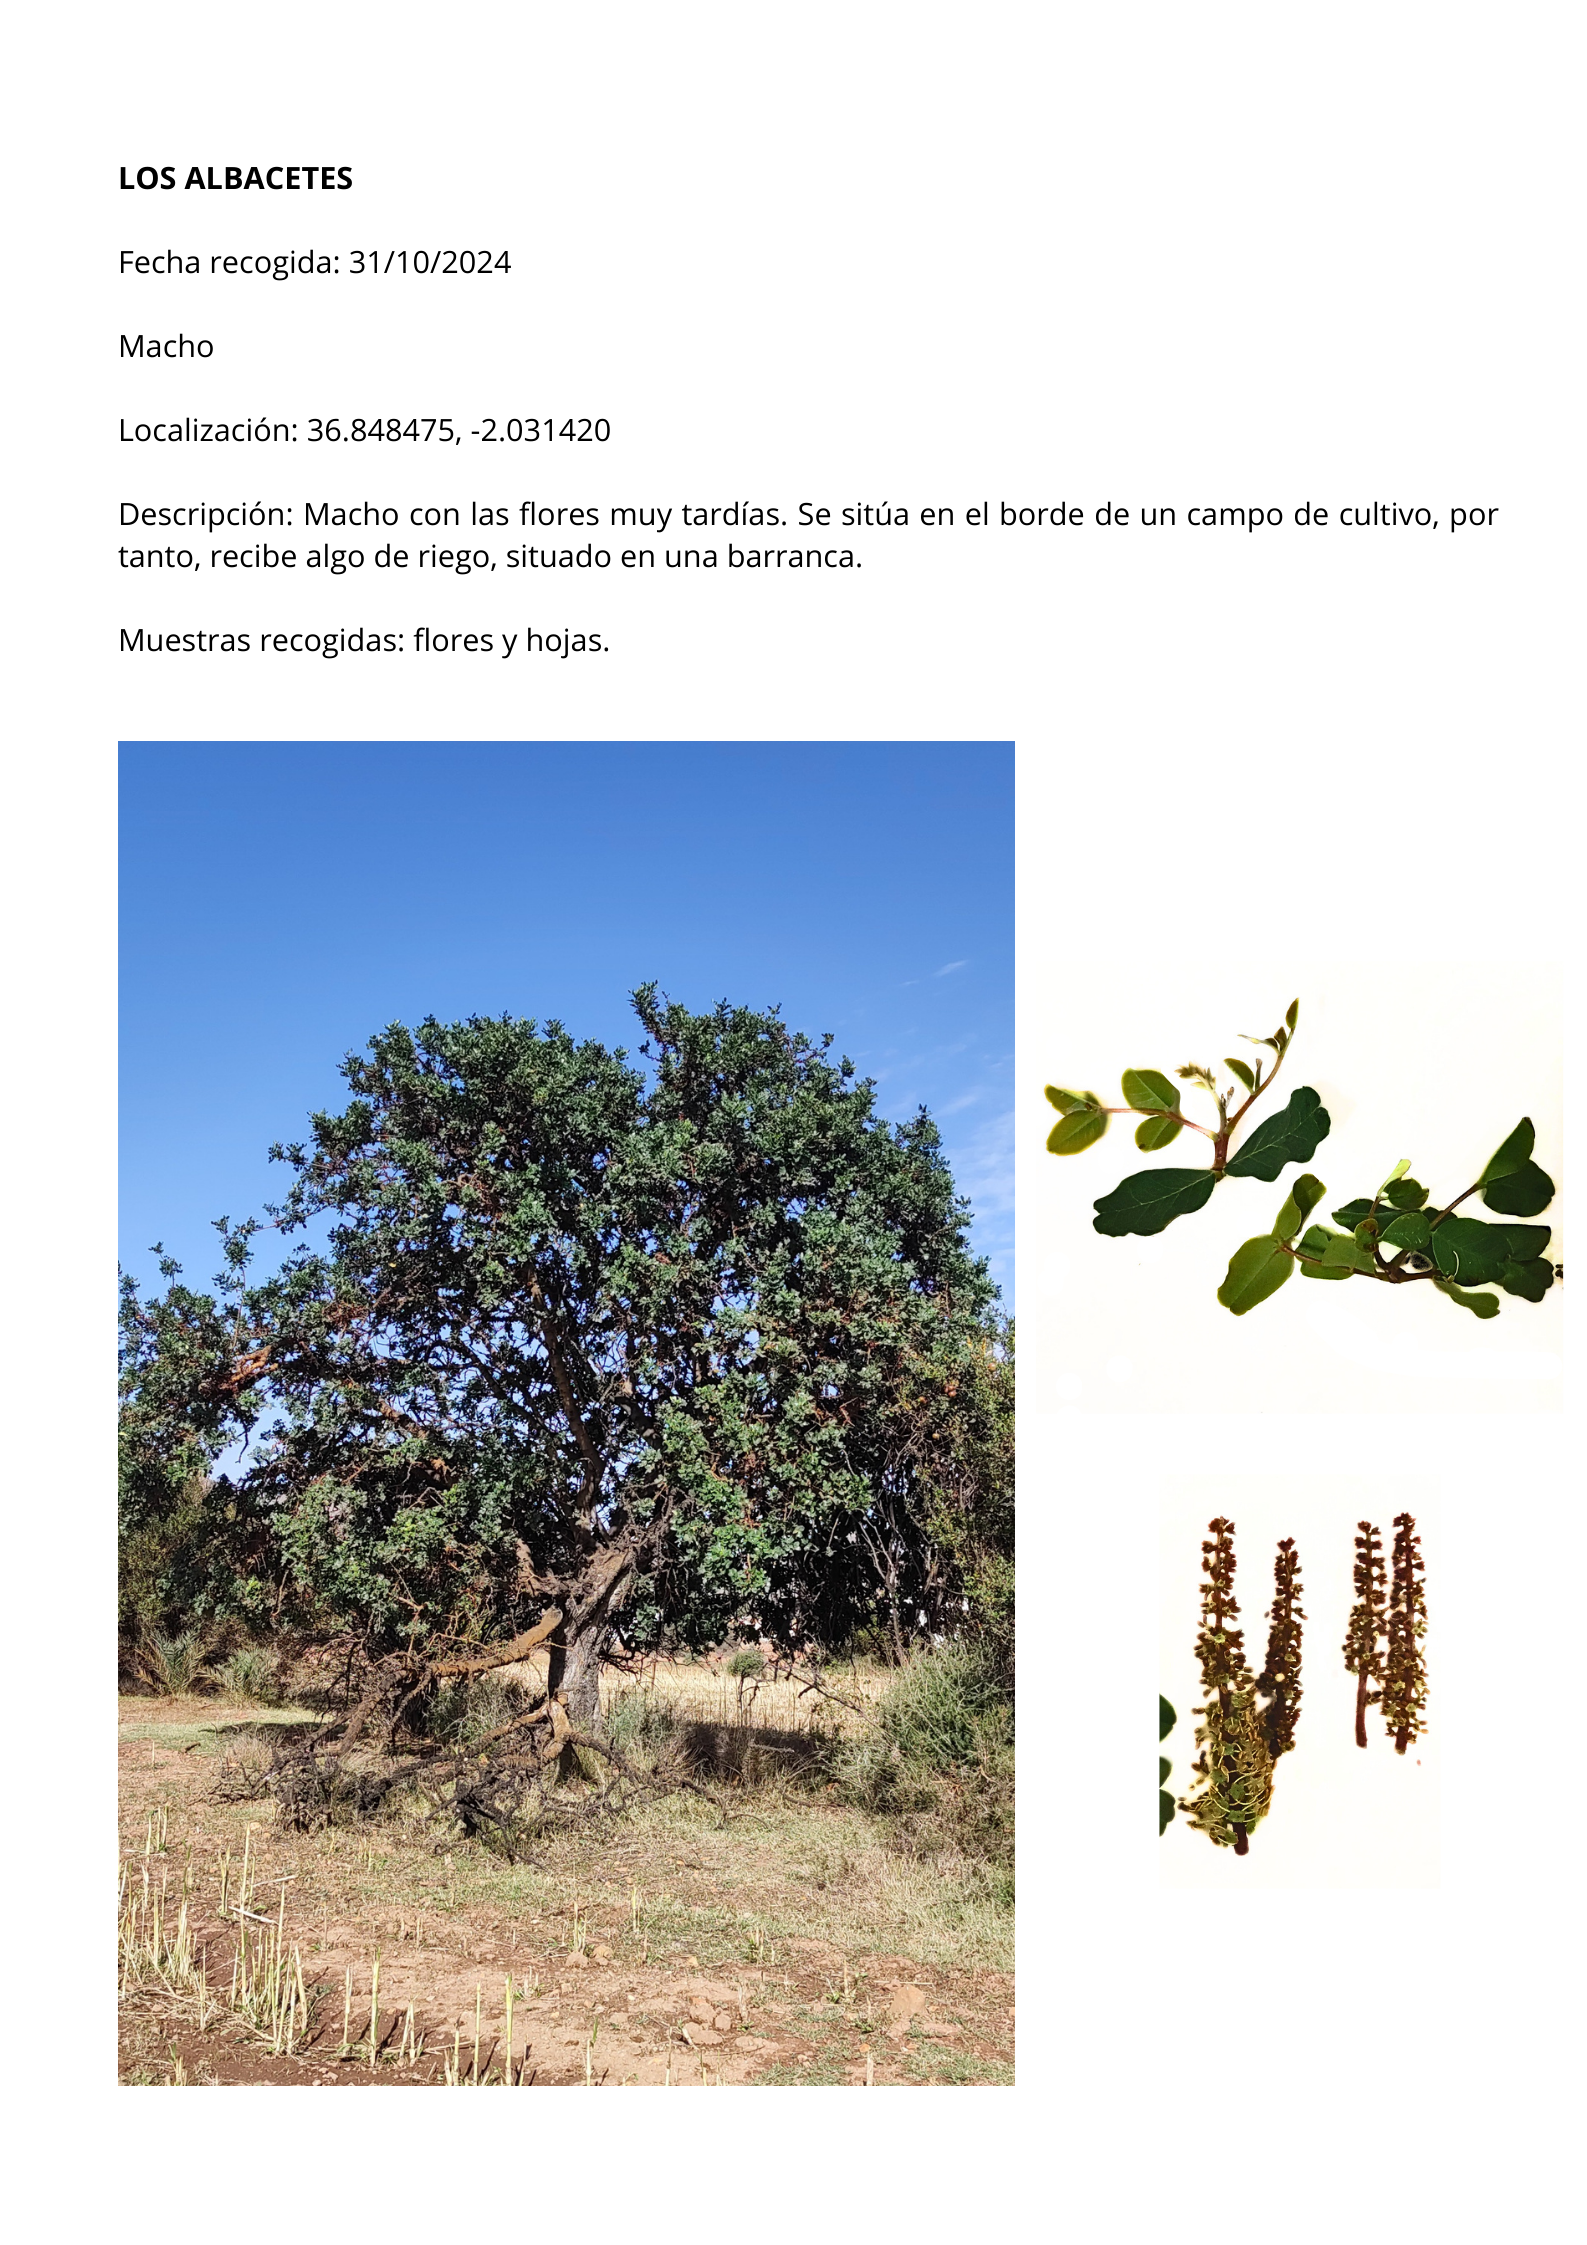 LOS ALBACETES
Fecha recogida: 31/10/2024
Macho
Localización: 36.848475, -2.031420
Descripción: Macho con las flores muy tardías. Se sitúa en el borde de un campo de cultivo, por
tanto, recibe algo de riego, situado en una barranca.
Muestras recogidas: flores y hojas.